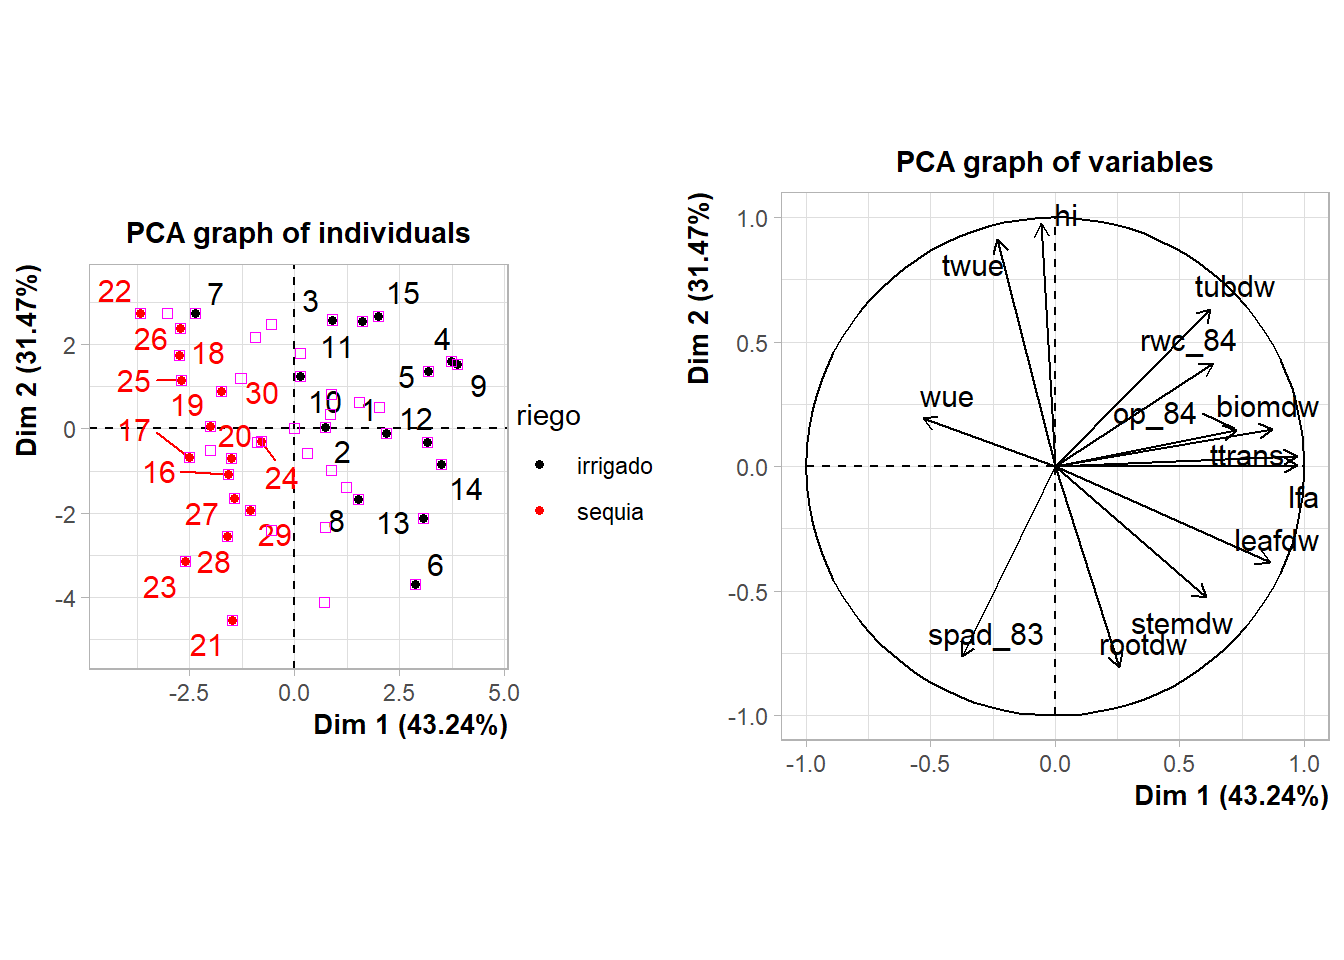 PCA graph of individuals
Dim 2 (31.47%)
2
0
-2
-4
22
7
3
15
26
18
11
4
25
5
9
19
30
10
1
12
17
20
2
16
24
14
27
29
8
13
28
6
23
21
-2.5
0.0
2.5
5.0
Dim 1 (43.24%)
riego
irrigado
sequia
PCA graph of variables
Dim 2 (31.47%)
1.0
0.5
0.0
-0.5
-1.0
hi
twue
tubdw
rwc_84
wue
op_84
biomdw
ttrans
lfa
leafdw
stemdw
spad_83
rootdw
-1.0
-0.5
0.0
0.5
1.0
Dim 1 (43.24%)